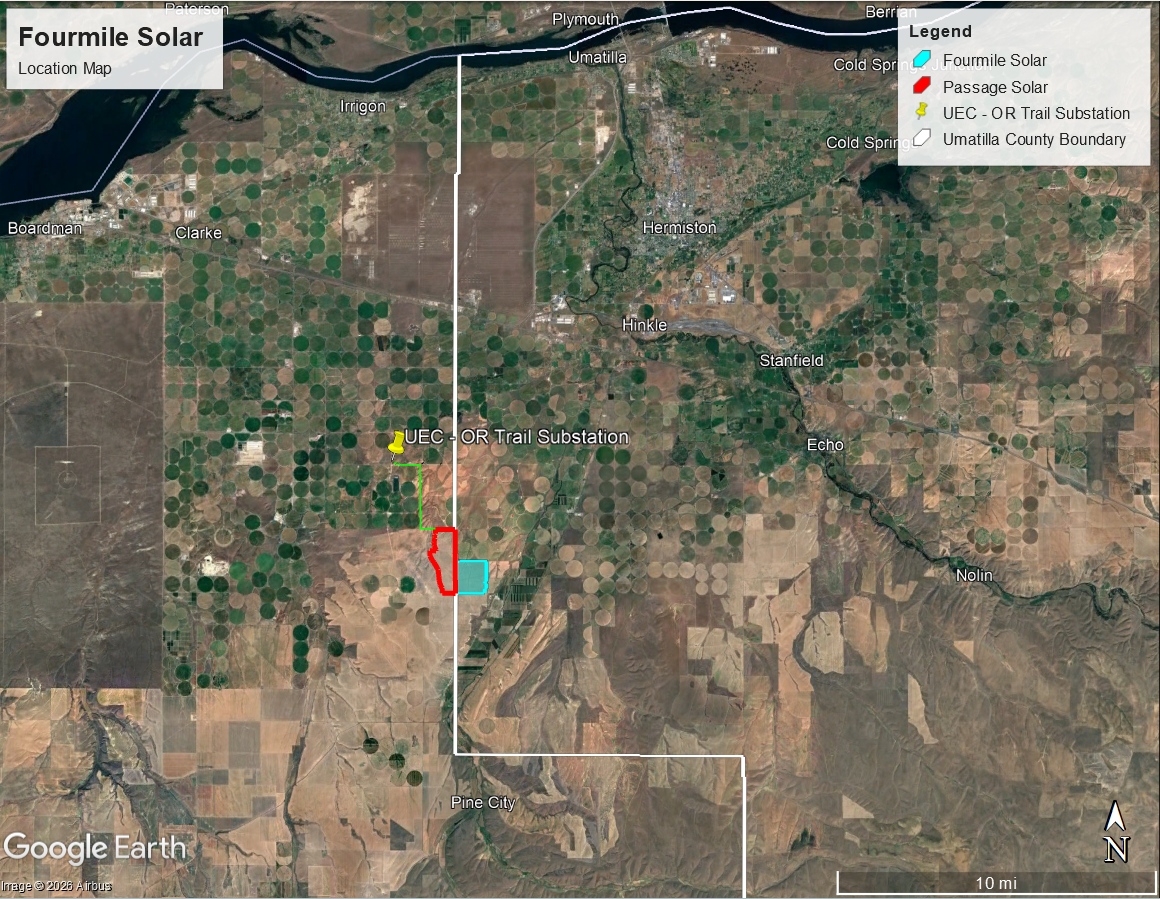 Paterson
Plymouth
Berrian
Fourmile Solar
Location Map
Legend
Fourmile Solar
Passage Solar
UEC - OR Trail Substation
Umatilla County Boundary
Umatilla
Cold Springs
Irrigon
Cold Spring
Boardman
Clarke
Hermiston
Hinkle
Stanfield
UEC - OR Trail Substation
Echo
Nolin
Pine City
Google Earth
Image © 2026 Airbus
N
10 mi